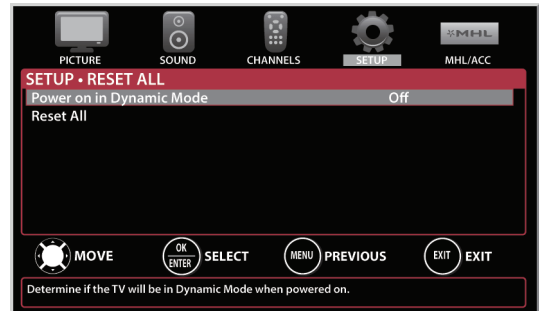 MHL
PICTURE SOUND CHANNELS SETUP MHL/ACC
SETUP • RESET ALL
Power on in Dynamic Mode Off
Reset All
MOVE OK ENTER SELECT MENU PREVIOUS EXIT EXIT
Determine if the TV will be in Dynamic Mode when powered on.